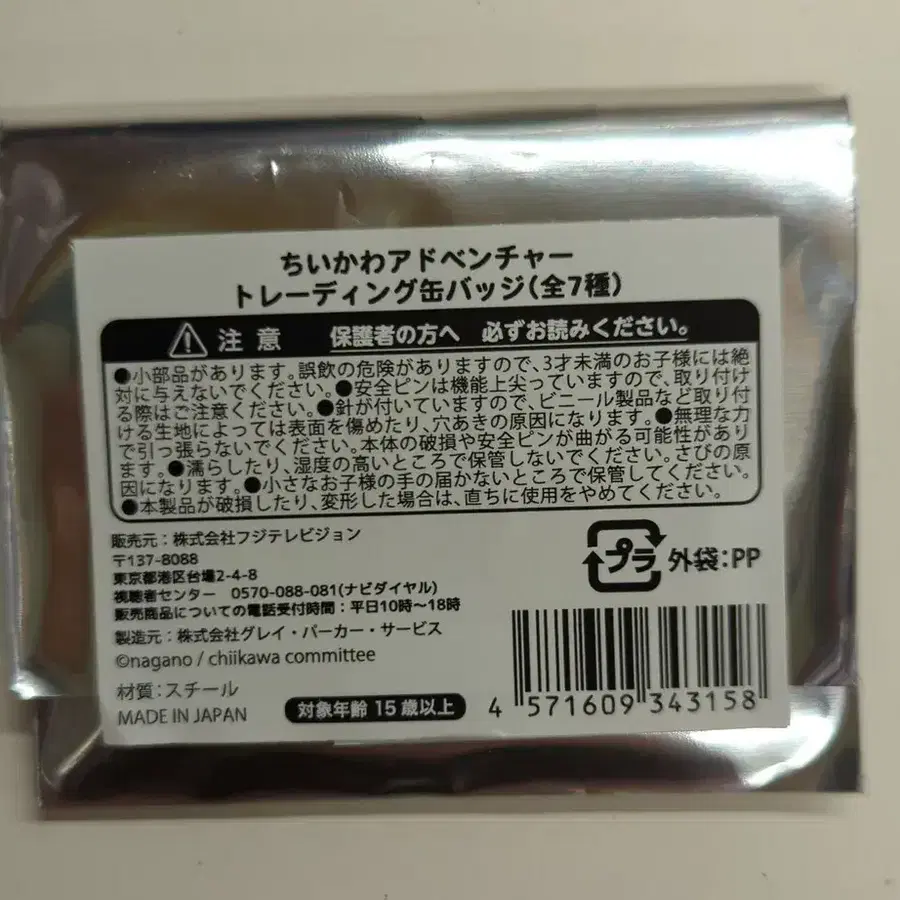 ちいかわアドベンチャー
トレーディング缶バッジ(全7種)
注意 保護者の方へ 必ずお読みください。
●小部品があります。誤飲の危険がありますので、3才未満のお子様には絶
対に与えないでください。●安全ピンは機能上尖っていますので、取り付け
る際はご注意ください。●針が付いていますので、ビニール製品など取り付
ける生地によっては表面を傷めたり、穴あきの原因になります。●無理な力
で引っ張らないでください。本体の破損や安全ピンが曲がる可能性があり
ます。●濡らしたり、湿度の高いところで保管しないでください。さびの原
因になります。●小さなお子様の手の届かないところで保管してください。
●本製品が破損したり、変形した場合は、直ちに使用をやめてください。
販売元:株式会社フジテレビジョン
〒137-8088
東京都港区台場2-4-8
視聴者センター 0570-088-081(ナビダイヤル)
販売商品についての電話受付時間:平日10時〜18時
製造元:株式会社グレイ・パーカー・サービス
©nagano / chiikawa committee
材質:スチール
MADE IN JAPAN
対象年齢 15歳以上
プラ 外袋:PP
4 571609 343158